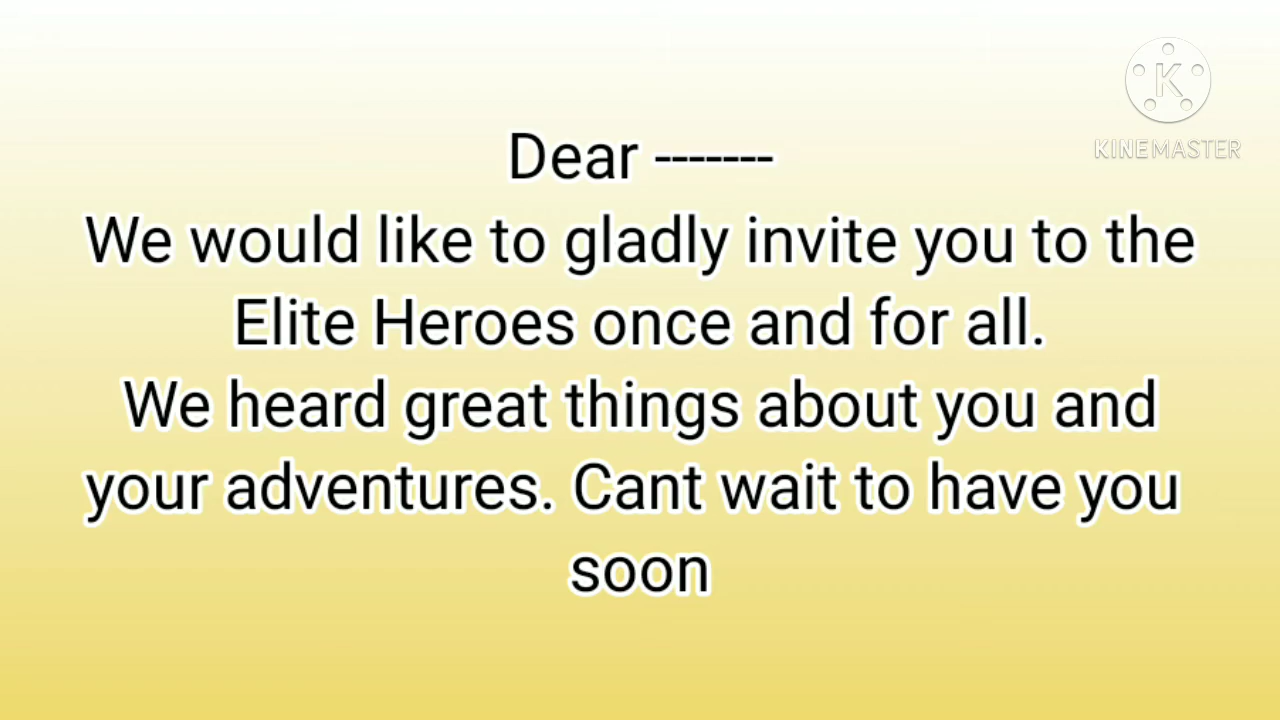 K
KINEMASTER
Dear -------
We would like to gladly invite you to the
Elite Heroes once and for all.
We heard great things about you and
your adventures. Cant wait to have you
soon